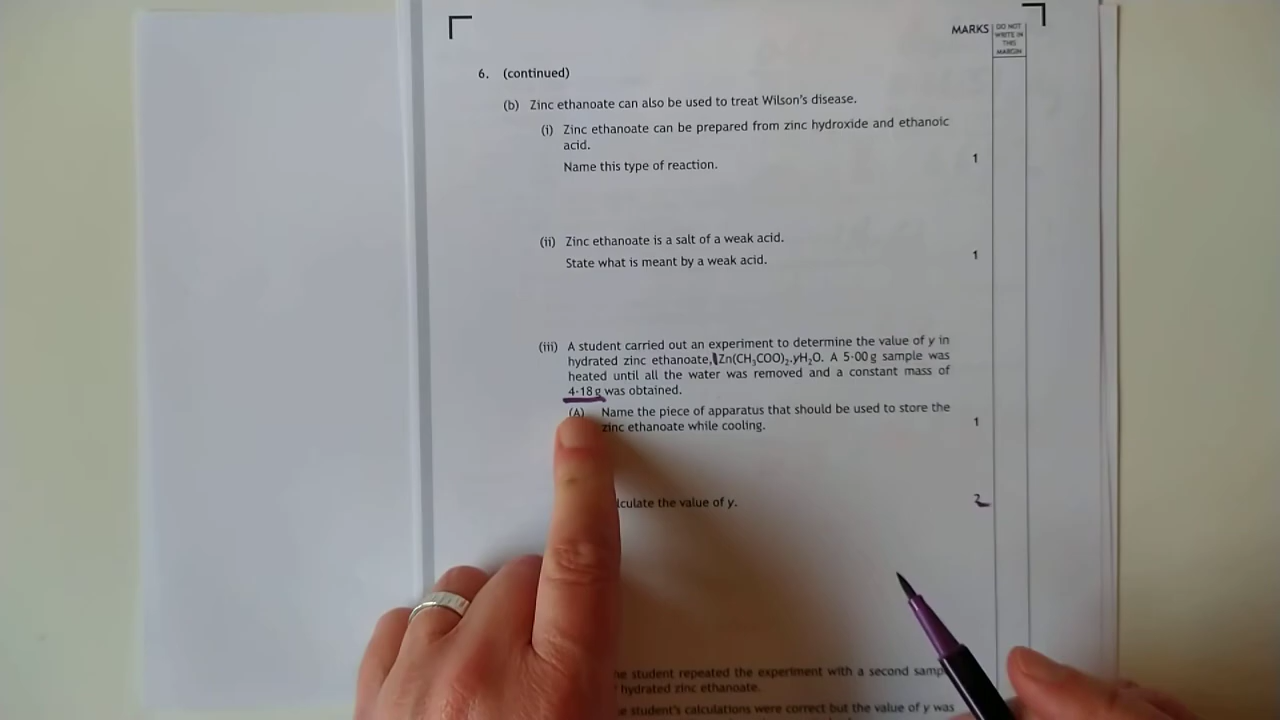 MARKS
DO NOT
WRITE IN
THIS
MARGIN
6. (continued)
(b) Zinc ethanoate can also be used to treat Wilson's disease.
(i) Zinc ethanoate can be prepared from zinc hydroxide and ethanoic
acid.
Name this type of reaction. 1
(ii) Zinc ethanoate is a salt of a weak acid.
State what is meant by a weak acid. 1
(iii) A student carried out an experiment to determine the value of y in
hydrated zinc ethanoate, Zn(CH₃COO)₂.yH₂O. A 5·00 g sample was
heated until all the water was removed and a constant mass of
4·18 g was obtained.
(A) Name the piece of apparatus that should be used to store the
zinc ethanoate while cooling. 1
the value of y. 2
student repeated the experiment with a second
hydrated zinc ethanoate.
student's calculations were correct but the value of y was